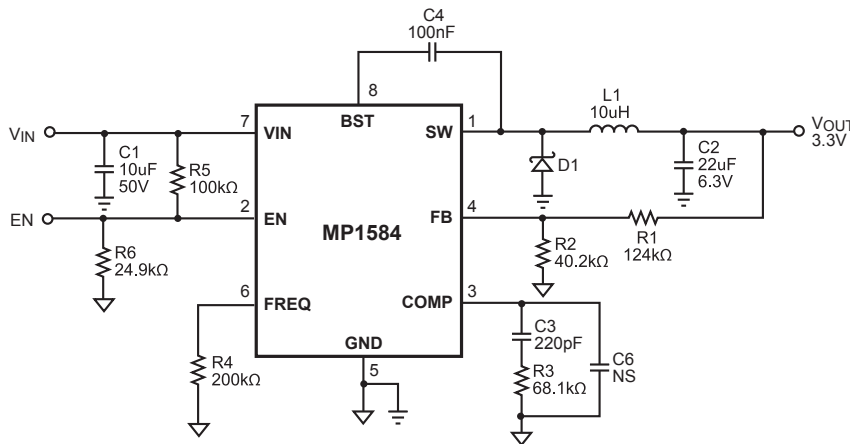 C4
100nF
8
BST
L1
10uH
VIN
7
VIN
SW
1
VOUT
3.3V
C1
10uF
50V
R5
100kΩ
D1
C2
22uF
6.3V
EN
2
EN
MP1584
FB
4
R1
124kΩ
R2
40.2kΩ
R6
24.9kΩ
6
FREQ
COMP
3
GND
5
R4
200kΩ
C3
220pF
R3
68.1kΩ
C6
NS